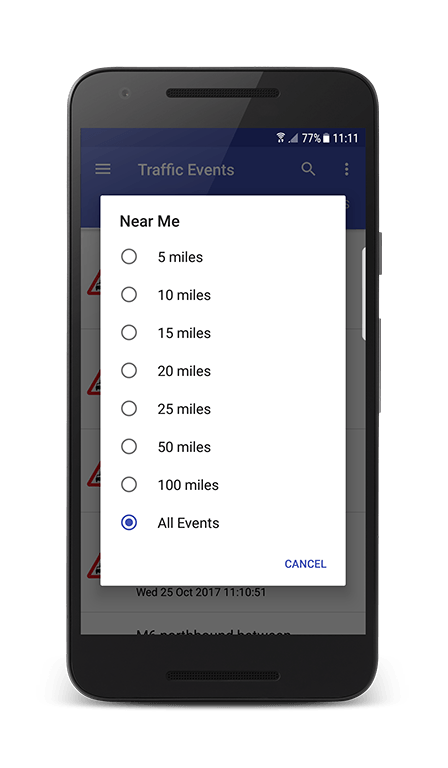 77% 11:11
Traffic Events
S
Near Me
5 miles
10 miles
15 miles
20 miles
25 miles
50 miles
100 miles
All Events
CANCEL
Wed 25 Oct 2017 11:10:51
M6 northbound between